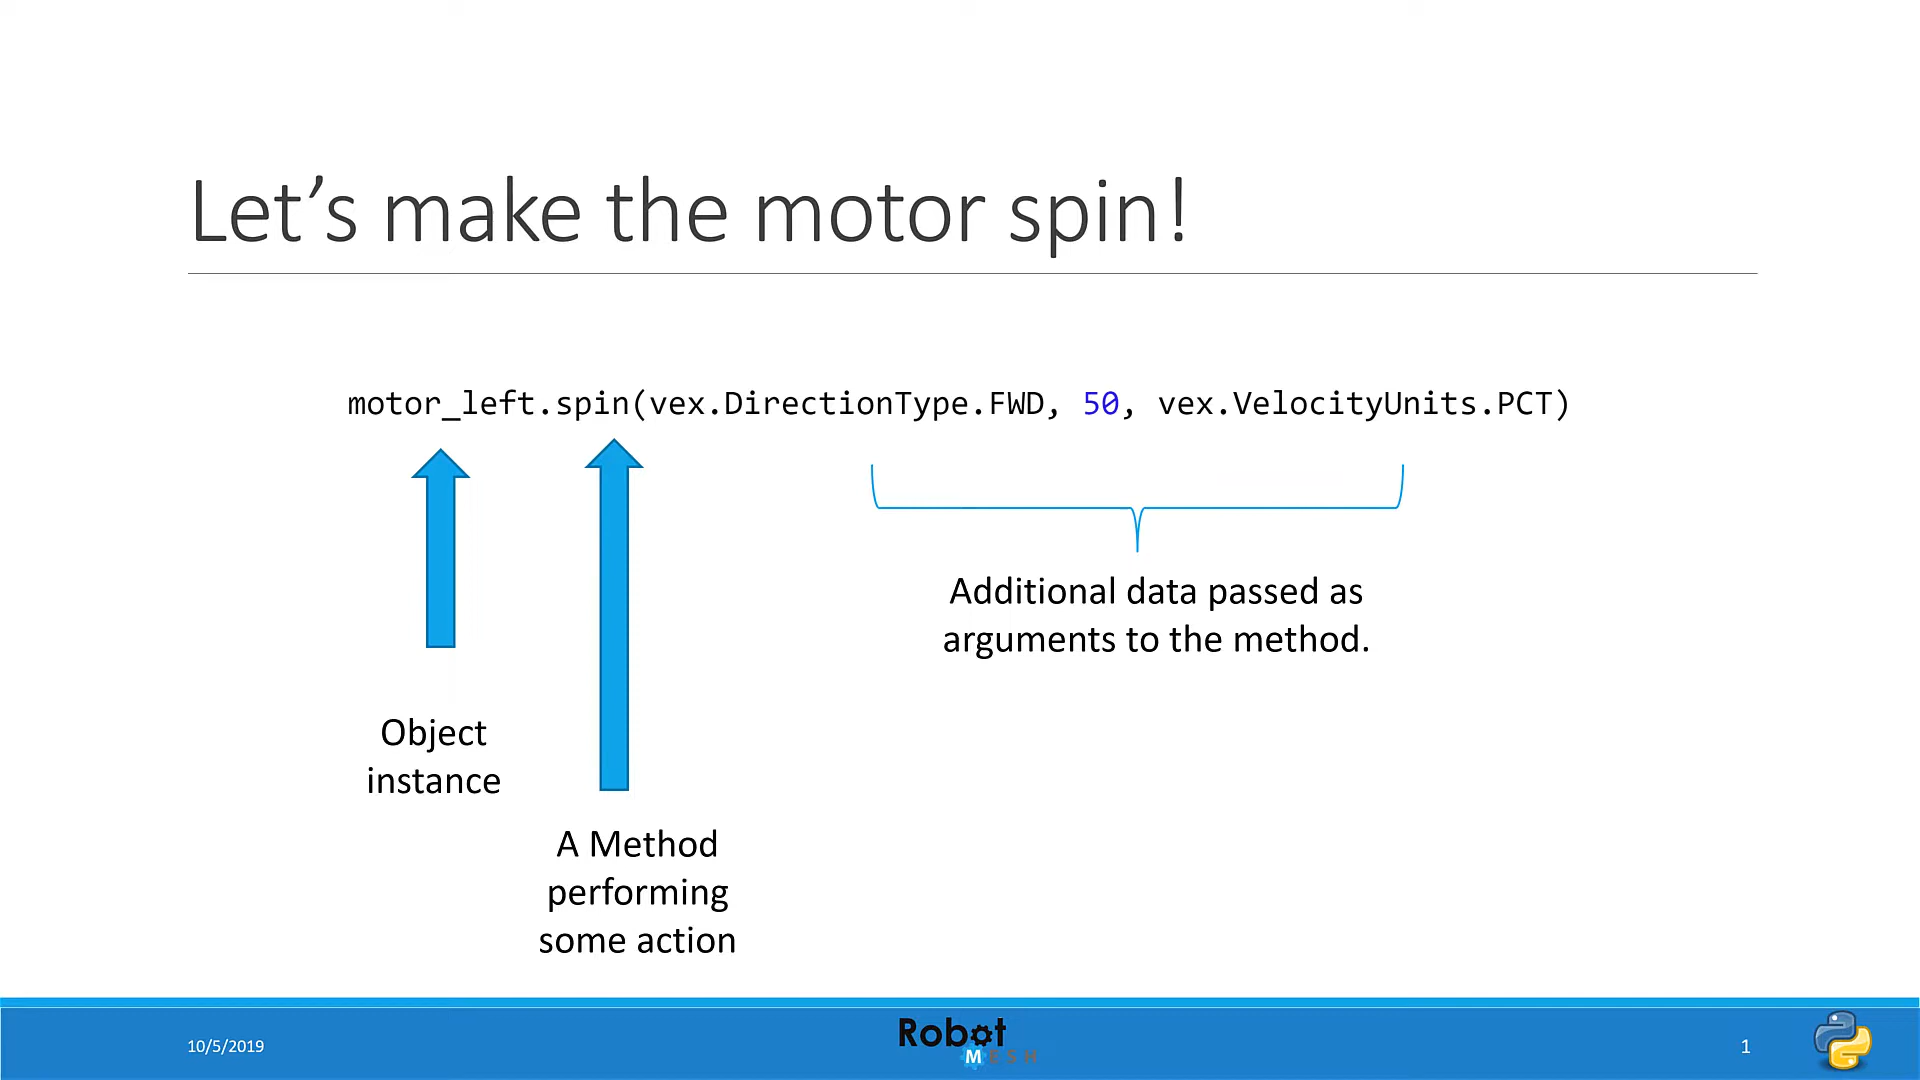 Let’s make the motor spin!
motor_left.spin(vex.DirectionType.FWD, 50, vex.VelocityUnits.PCT)
Additional data passed as
arguments to the method.
Object
instance
A Method
performing
some action
10/5/2019
Robot
MESH
1